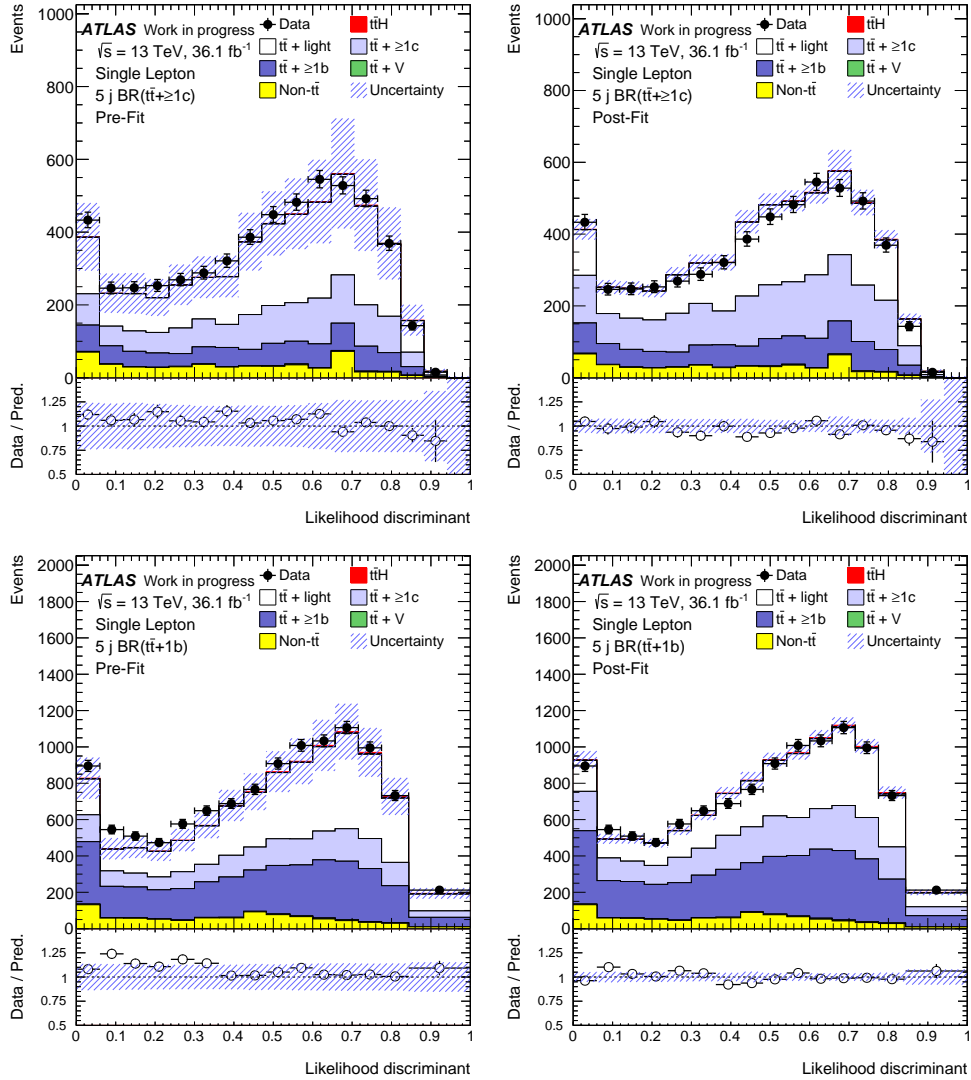 Events
1000
800
600
400
200
0
ATLAS Work in progress
√s = 13 TeV, 36.1 fb⁻¹
Single Lepton
5 j BR(tt̄+≥1c)
Pre-Fit
Data
tt̄H
tt̄ + light
tt̄ + ≥1c
tt̄ + ≥1b
tt̄ + V
Non-tt̄
Uncertainty
Data / Pred.
1.25
1
0.75
0.5
0 0.1 0.2 0.3 0.4 0.5 0.6 0.7 0.8 0.9 1
Likelihood discriminant
Events
1000
800
600
400
200
0
ATLAS Work in progress
√s = 13 TeV, 36.1 fb⁻¹
Single Lepton
5 j BR(tt̄+≥1c)
Post-Fit
Data
tt̄H
tt̄ + light
tt̄ + ≥1c
tt̄ + ≥1b
tt̄ + V
Non-tt̄
Uncertainty
Data / Pred.
1.25
1
0.75
0.5
0 0.1 0.2 0.3 0.4 0.5 0.6 0.7 0.8 0.9 1
Likelihood discriminant
Events
2000
1800
1600
1400
1200
1000
800
600
400
200
0
ATLAS Work in progress
√s = 13 TeV, 36.1 fb⁻¹
Single Lepton
5 j BR(tt̄+1b)
Pre-Fit
Data
tt̄H
tt̄ + light
tt̄ + ≥1c
tt̄ + ≥1b
tt̄ + V
Non-tt̄
Uncertainty
Data / Pred.
1.25
1
0.75
0.5
0 0.1 0.2 0.3 0.4 0.5 0.6 0.7 0.8 0.9 1
Likelihood discriminant
Events
2000
1800
1600
1400
1200
1000
800
600
400
200
0
ATLAS Work in progress
√s = 13 TeV, 36.1 fb⁻¹
Single Lepton
5 j BR(tt̄+1b)
Post-Fit
Data
tt̄H
tt̄ + light
tt̄ + ≥1c
tt̄ + ≥1b
tt̄ + V
Non-tt̄
Uncertainty
Data / Pred.
1.25
1
0.75
0.5
0 0.1 0.2 0.3 0.4 0.5 0.6 0.7 0.8 0.9 1
Likelihood discriminant